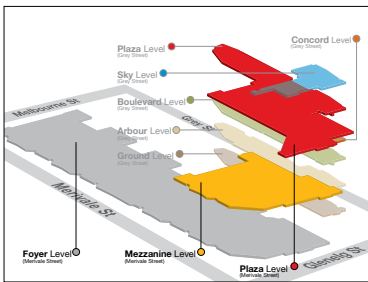 Plaza Level
(Grey Street)
Concord Level
(Grey Street)
Sky Level
(Grey Street)
Boulevard Level
(Grey Street)
Melbourne St
Grey St
Arbour Level
(Grey Street)
Ground Level
(Grey Street)
Merivale St
Foyer Level
(Merivale Street)
Mezzanine Level
(Merivale Street)
Plaza Level
(Merivale Street)
Glenelg St